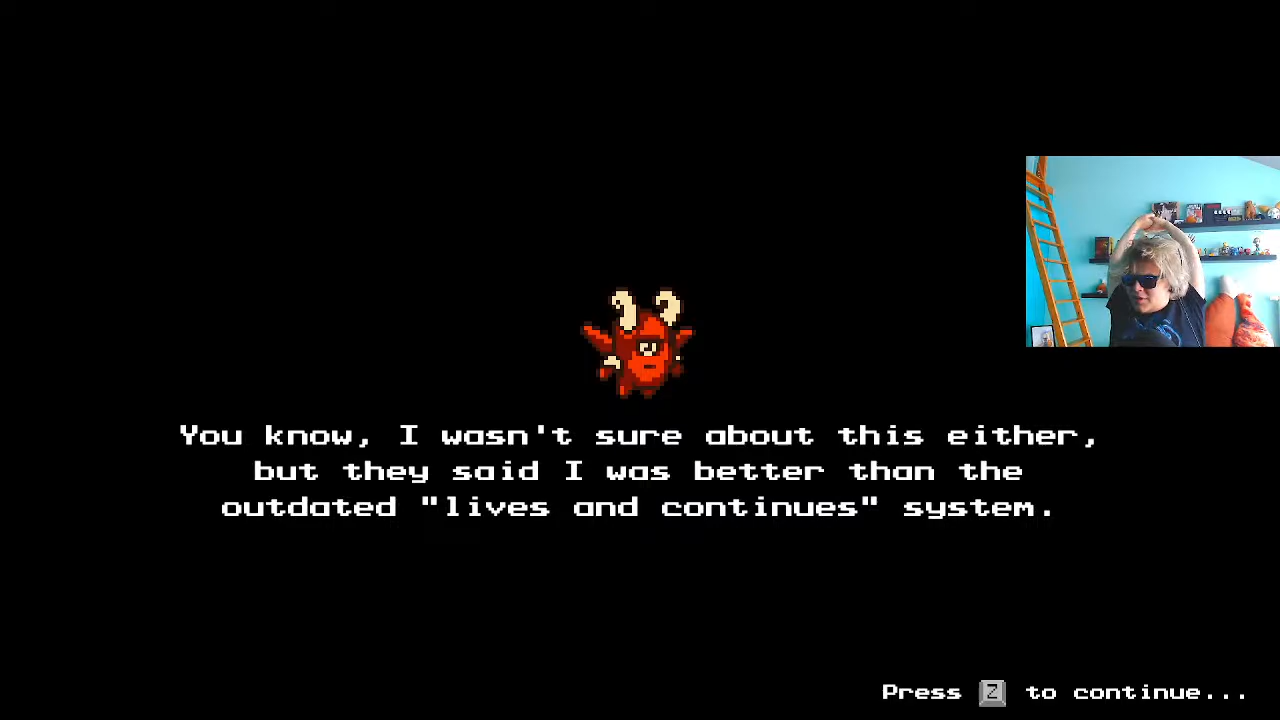 You know, I wasn't sure about this either,
but they said I was better than the
outdated "lives and continues" system.
Press Z to continue...